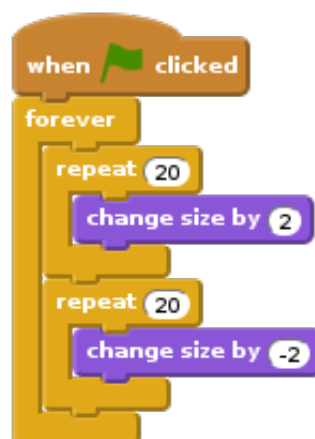 when clicked
forever
repeat 20
change size by 2
repeat 20
change size by -2